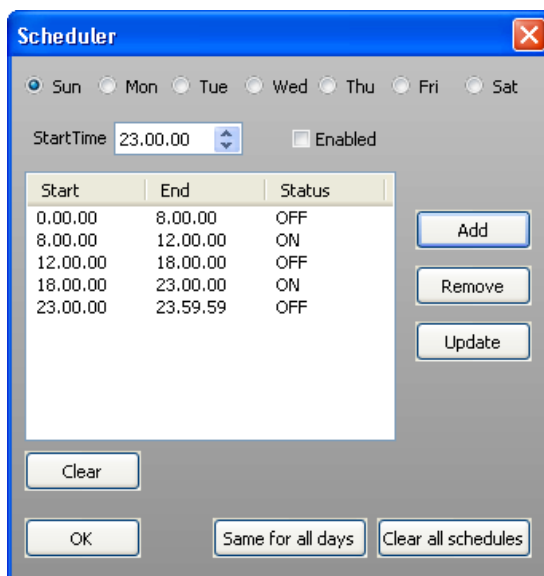 Scheduler
Sun Mon Tue Wed Thu Fri Sat
StartTime 23.00.00 Enabled
Start End Status
0.00.00 8.00.00 OFF
8.00.00 12.00.00 ON
12.00.00 18.00.00 OFF
18.00.00 23.00.00 ON
23.00.00 23.59.59 OFF
Add
Remove
Update
Clear
OK Same for all days Clear all schedules